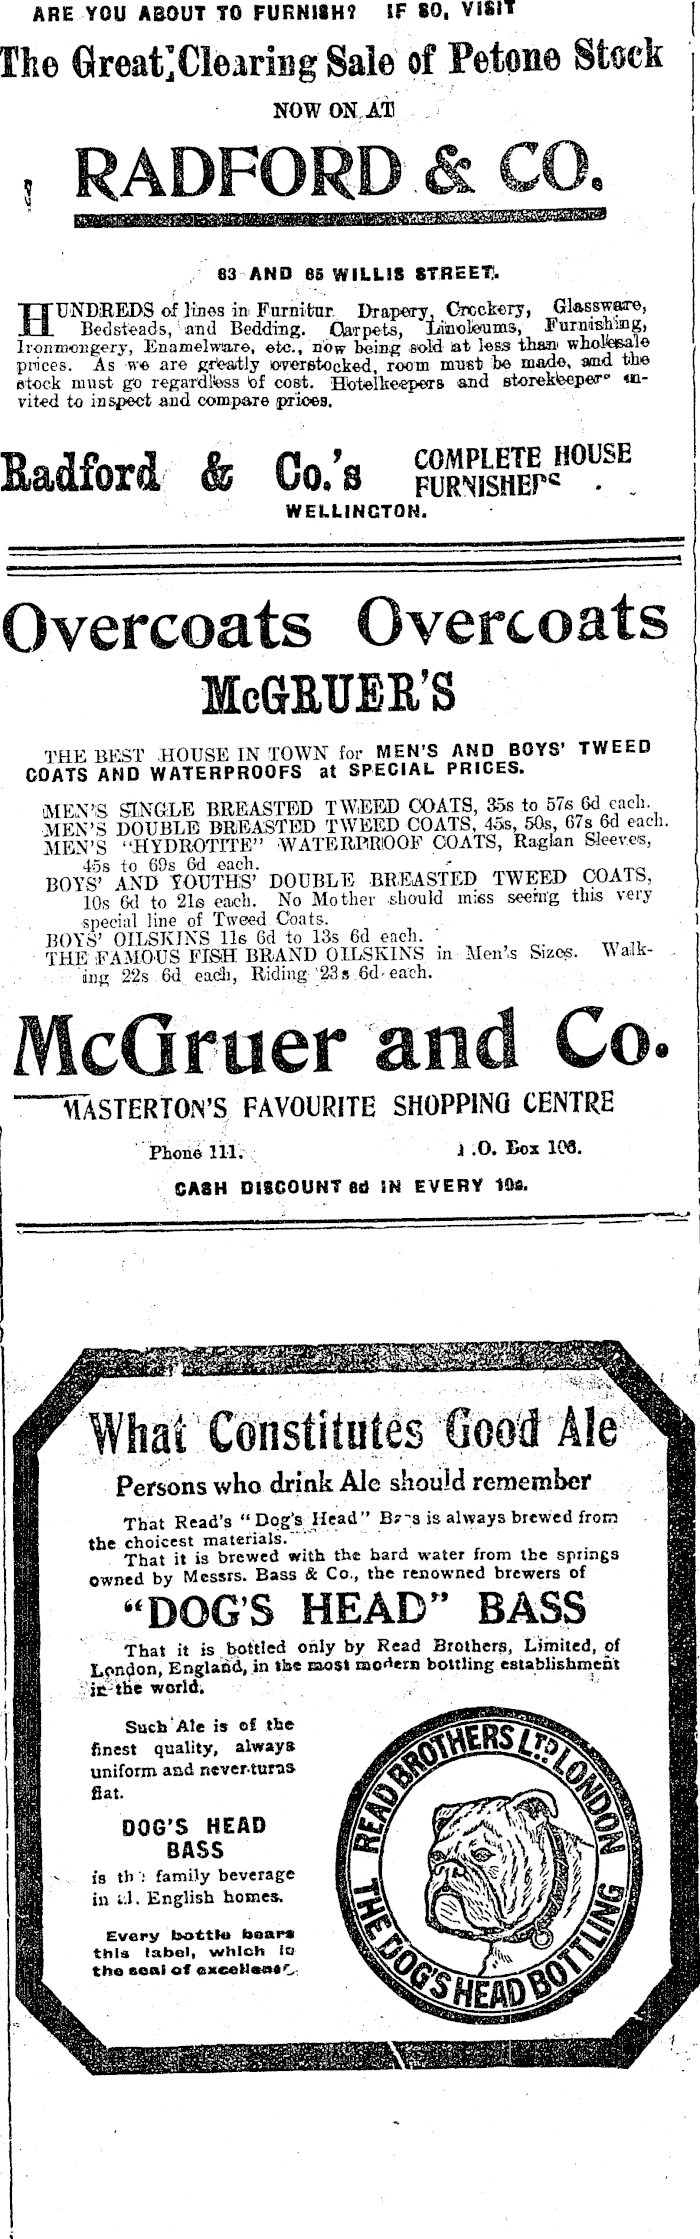 ARE YOU ABOUT TO FURNISH? IF SO, VISIT
The Great Clearing Sale of Petone Stock
NOW ON AT
RADFORD & CO.
63 AND 65 WILLIS STREET.
HUNDREDS of lines in Furnitur Drapery, Crockery, Glassware,
Bedsteads, and Bedding. Carpets, Linoleums, Furnishing,
Ironmongery, Enamelware, etc., now being sold at less than wholesale
prices. As we are greatly overstocked, room must be made, and the
stock must go regardless of cost. Hotelkeepers and storekeepers in-
vited to inspect and compare prices.
Radford & Co.'s COMPLETE HOUSE
FURNISHERS
WELLINGTON.
Overcoats Overcoats
McGRUER'S
THE BEST HOUSE IN TOWN for MEN'S AND BOYS' TWEED
COATS AND WATERPROOFS at SPECIAL PRICES.
MEN'S SINGLE BREASTED TWEED COATS, 35s to 57s 6d each.
MEN'S DOUBLE BREASTED TWEED COATS, 45s, 50s, 67s 6d each.
MEN'S "HYDROTITE" WATERPROOF COATS, Raglan Sleeves,
45s to 69s 6d each.
BOYS' AND YOUTHS' DOUBLE BREASTED TWEED COATS,
10s 6d to 21s each. No Mother should miss seeing this very
special line of Tweed Coats.
BOYS' OILSKINS 11s 6d to 13s 6d each.
THE FAMOUS FISH BRAND OILSKINS in Men's Sizes. Walk-
ing 22s 6d each, Riding 23s 6d each.
McGruer and Co.
MASTERTON'S FAVOURITE SHOPPING CENTRE
Phone 111. P.O. Box 106.
CASH DISCOUNT 6d IN EVERY 10s.
What Constitutes Good Ale
Persons who drink Ale should remember
That Read's "Dog's Head" Bass is always brewed from
the choicest materials.
That it is brewed with the hard water from the springs
owned by Messrs. Bass & Co., the renowned brewers of
"DOG'S HEAD" BASS
That it is bottled only by Read Brothers, Limited, of
London, England, in the most modern bottling establishment
in the world.
Such Ale is of the
finest quality, always
uniform and never turns
flat.
DOG'S HEAD
BASS
is the family beverage
in all English homes.
Every bottle bears
this label, which is
the seal of excellence.
READ BROTHERS LTD. LONDON
THE DOG'S HEAD BOTTLING